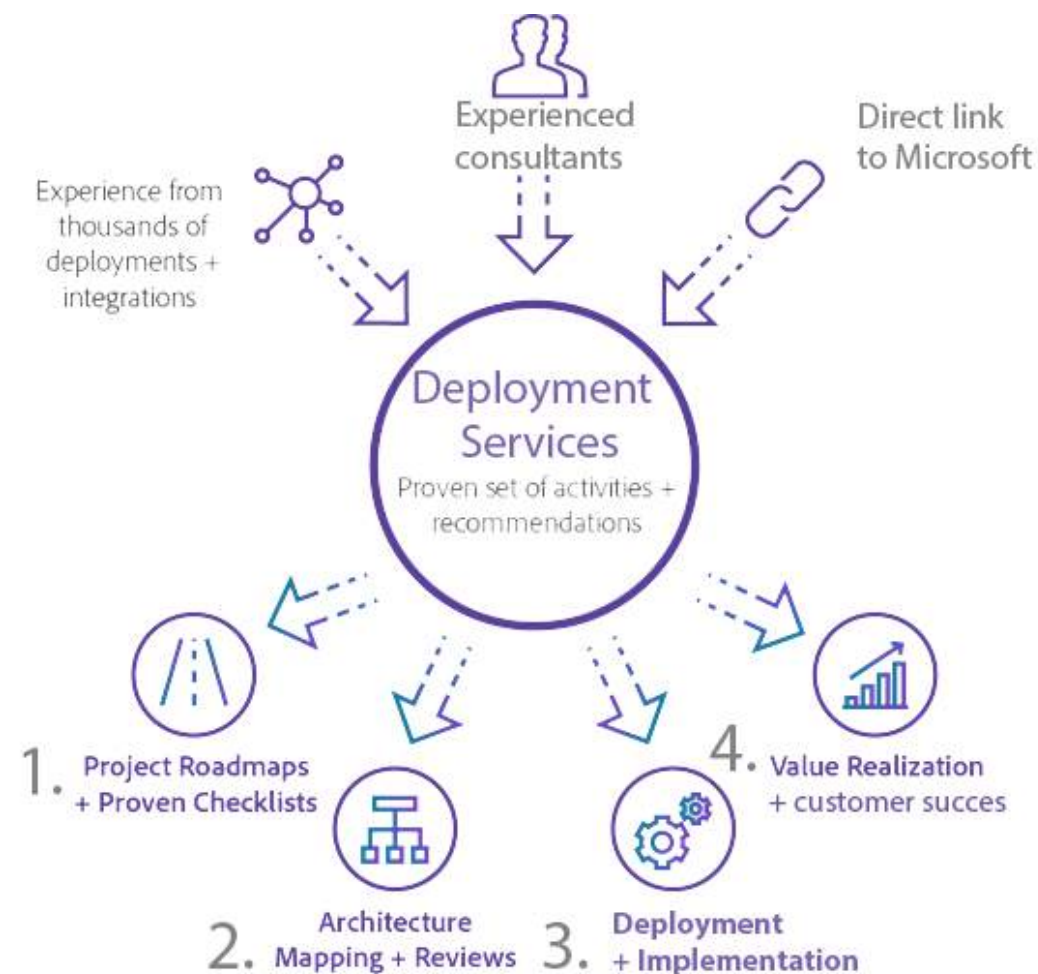 Experienced
consultants
Direct link
to Microsoft
Experience from
thousands of
deployments +
integrations
Deployment
Services
Proven set of activities +
recommendations
1. Project Roadmaps
+ Proven Checklists
2. Architecture
Mapping + Reviews
3. Deployment
+ Implementation
4. Value Realization
+ customer succes